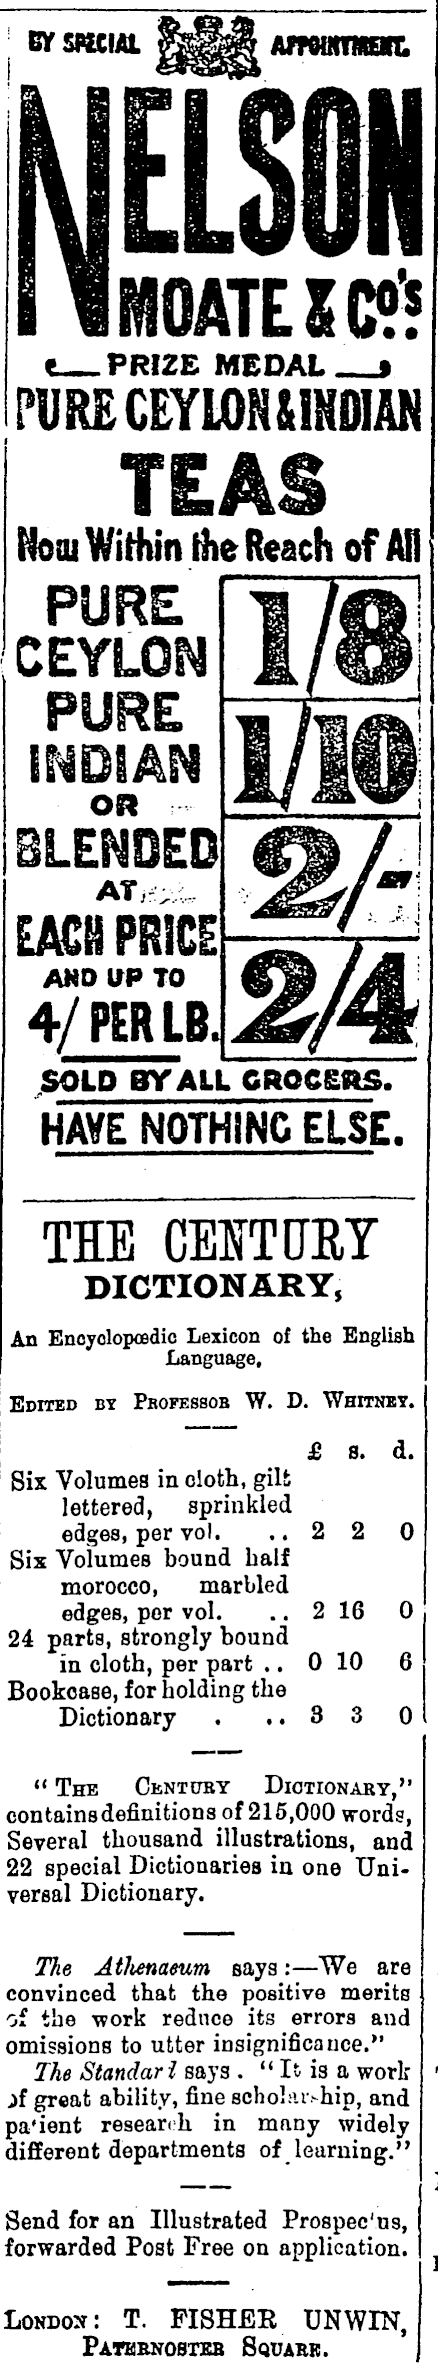 BY SPECIAL APPOINTMENT.
NELSON
MOATE & Co's
PRIZE MEDAL
PURE CEYLON & INDIAN
TEAS
Now Within the Reach of All
PURE
CEYLON
1/8
PURE
INDIAN
1/10
OR
BLENDED
AT
2/-
EACH PRICE
AND UP TO
4/ PER LB.
2/4
SOLD BY ALL GROCERS.
HAVE NOTHING ELSE.
THE CENTURY
DICTIONARY,
An Encyclopœdic Lexicon of the English
Language,
EDITED BY PROFESSOR W. D. WHITNEY.
£ s. d.
Six Volumes in cloth, gilt
lettered, sprinkled
edges, per vol. .. 2 2 0
Six Volumes bound half
morocco, marbled
edges, per vol. .. 2 16 0
24 parts, strongly bound
in cloth, per part .. 0 10 6
Bookcase, for holding the
Dictionary . .. 3 3 0
"THE CENTURY DICTIONARY,"
contains definitions of 215,000 words,
Several thousand illustrations, and
22 special Dictionaries in one Uni-
versal Dictionary.
The Athenaeum says:—We are
convinced that the positive merits
of the work reduce its errors and
omissions to utter insignificance."
The Standard says. "It is a work
of great ability, fine scholarship, and
patient research in many widely
different departments of learning."
Send for an Illustrated Prospectus,
forwarded Post Free on application.
LONDON: T. FISHER UNWIN,
PATERNOSTER SQUARE.